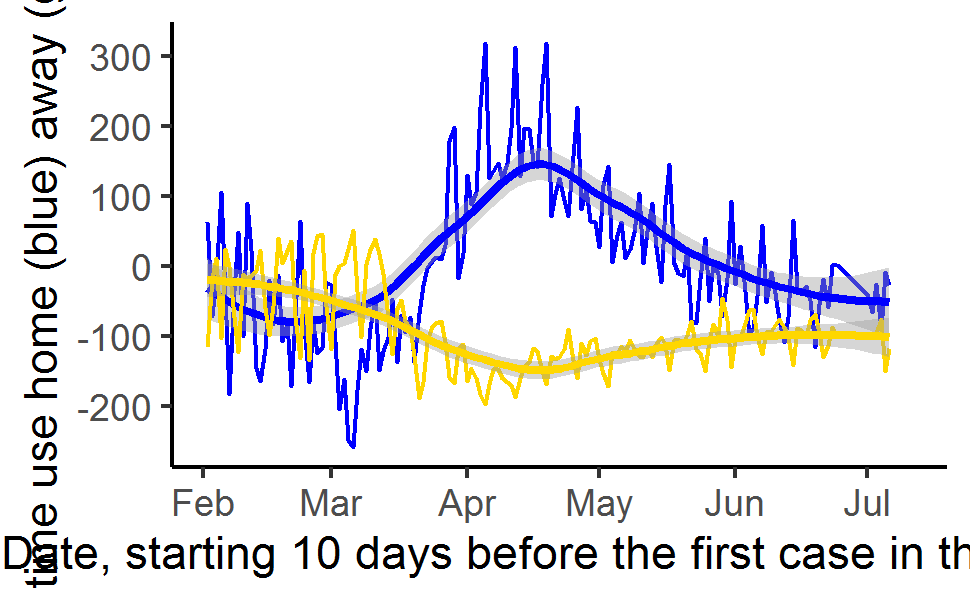 time use home (blue) away (
300
200
100
0
-100
-200
Feb Mar Apr May Jun Jul
Date, starting 10 days before the first case in th